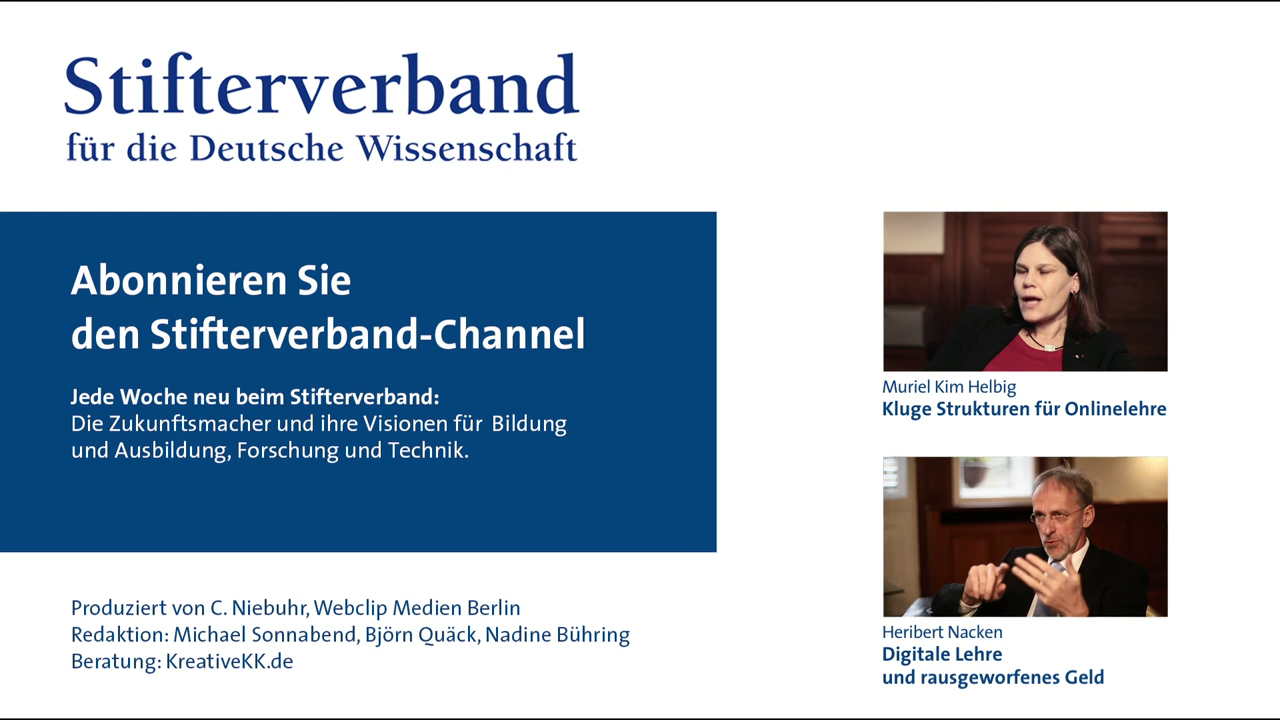 Stifterverband
für die Deutsche Wissenschaft
Abonnieren Sie
den Stifterverband-Channel
Jede Woche neu beim Stifterverband:
Die Zukunftsmacher und ihre Visionen für Bildung
und Ausbildung, Forschung und Technik.
Produziert von C. Niebuhr, Webclip Medien Berlin
Redaktion: Michael Sonnabend, Björn Quäck, Nadine Bühring
Beratung: KreativeKK.de
Muriel Kim Helbig
Kluge Strukturen für Onlinelehre
Heribert Nacken
Digitale Lehre
und rausgeworfenes Geld